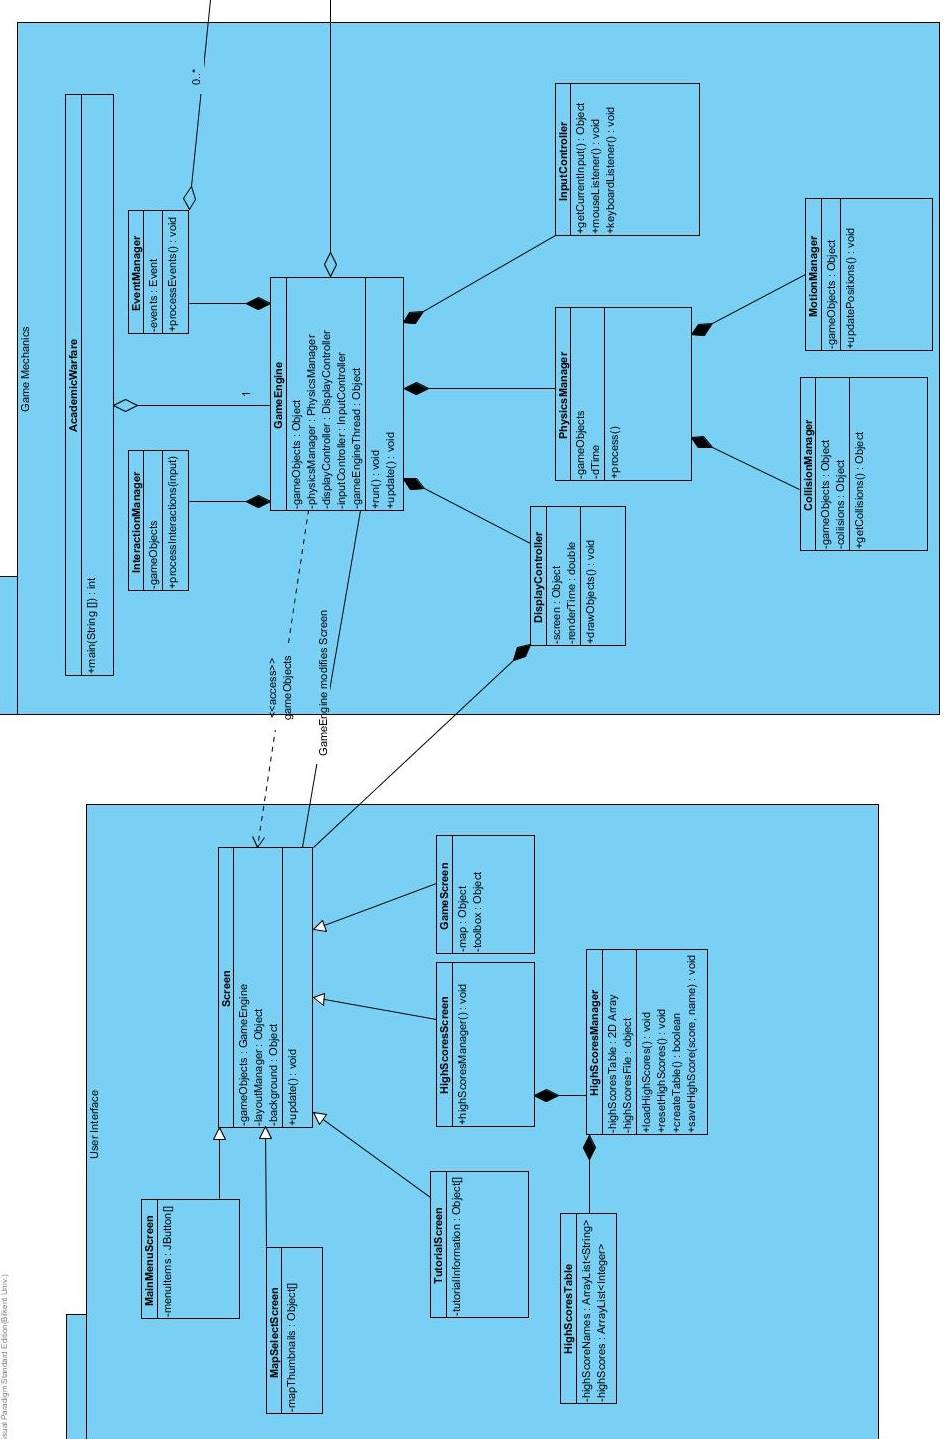 Visual Paradigm Standard Edition(Bilkent Univ.)
User Interface
MainMenuScreen
-menuItems : JButton[]
MapSelectScreen
-mapThumbnails : Object[]
Screen
-gameObjects : GameEngine
-layoutManager : Object
-background : Object
+update() : void
TutorialScreen
-tutorialInformation : Object[]
HighScoresScreen
+highScoresManager() : void
GameScreen
-map : Object
-toolbox : Object
HighScoresTable
-highScoreNames : ArrayList<String>
-highScores : ArrayList<Integer>
HighScoresManager
-highScoresTable : 2D Array
-highScoresFile : object
+loadHighScores() : void
+resetHighScores() : void
+createTable() : boolean
+saveHighScore(score, name) : void
<<access>>
gameObjects
GameEngine modifies Screen
Game Mechanics
AcademicWarfare
+main(String []) : int
InteractionManager
-gameObjects
+processInteractions(input)
1
EventManager
-events : Event
+processEvents() : void
0..*
GameEngine
-gameObjects : Object
-physicsManager : PhysicsManager
-displayController : DisplayController
-inputController : InputController
-gameEngineThread : Object
+run() : void
+update() : void
DisplayController
-screen : Object
-renderTime : double
+drawObjects() : void
PhysicsManager
-gameObjects
-dTime
+process()
InputController
+getCurrentInput() : Object
+mouseListener() : void
+keyboardListener() : void
CollisionManager
-gameObjects : Object
-collisions : Object
+getCollisions() : Object
MotionManager
-gameObjects : Object
+updatePositions() : void